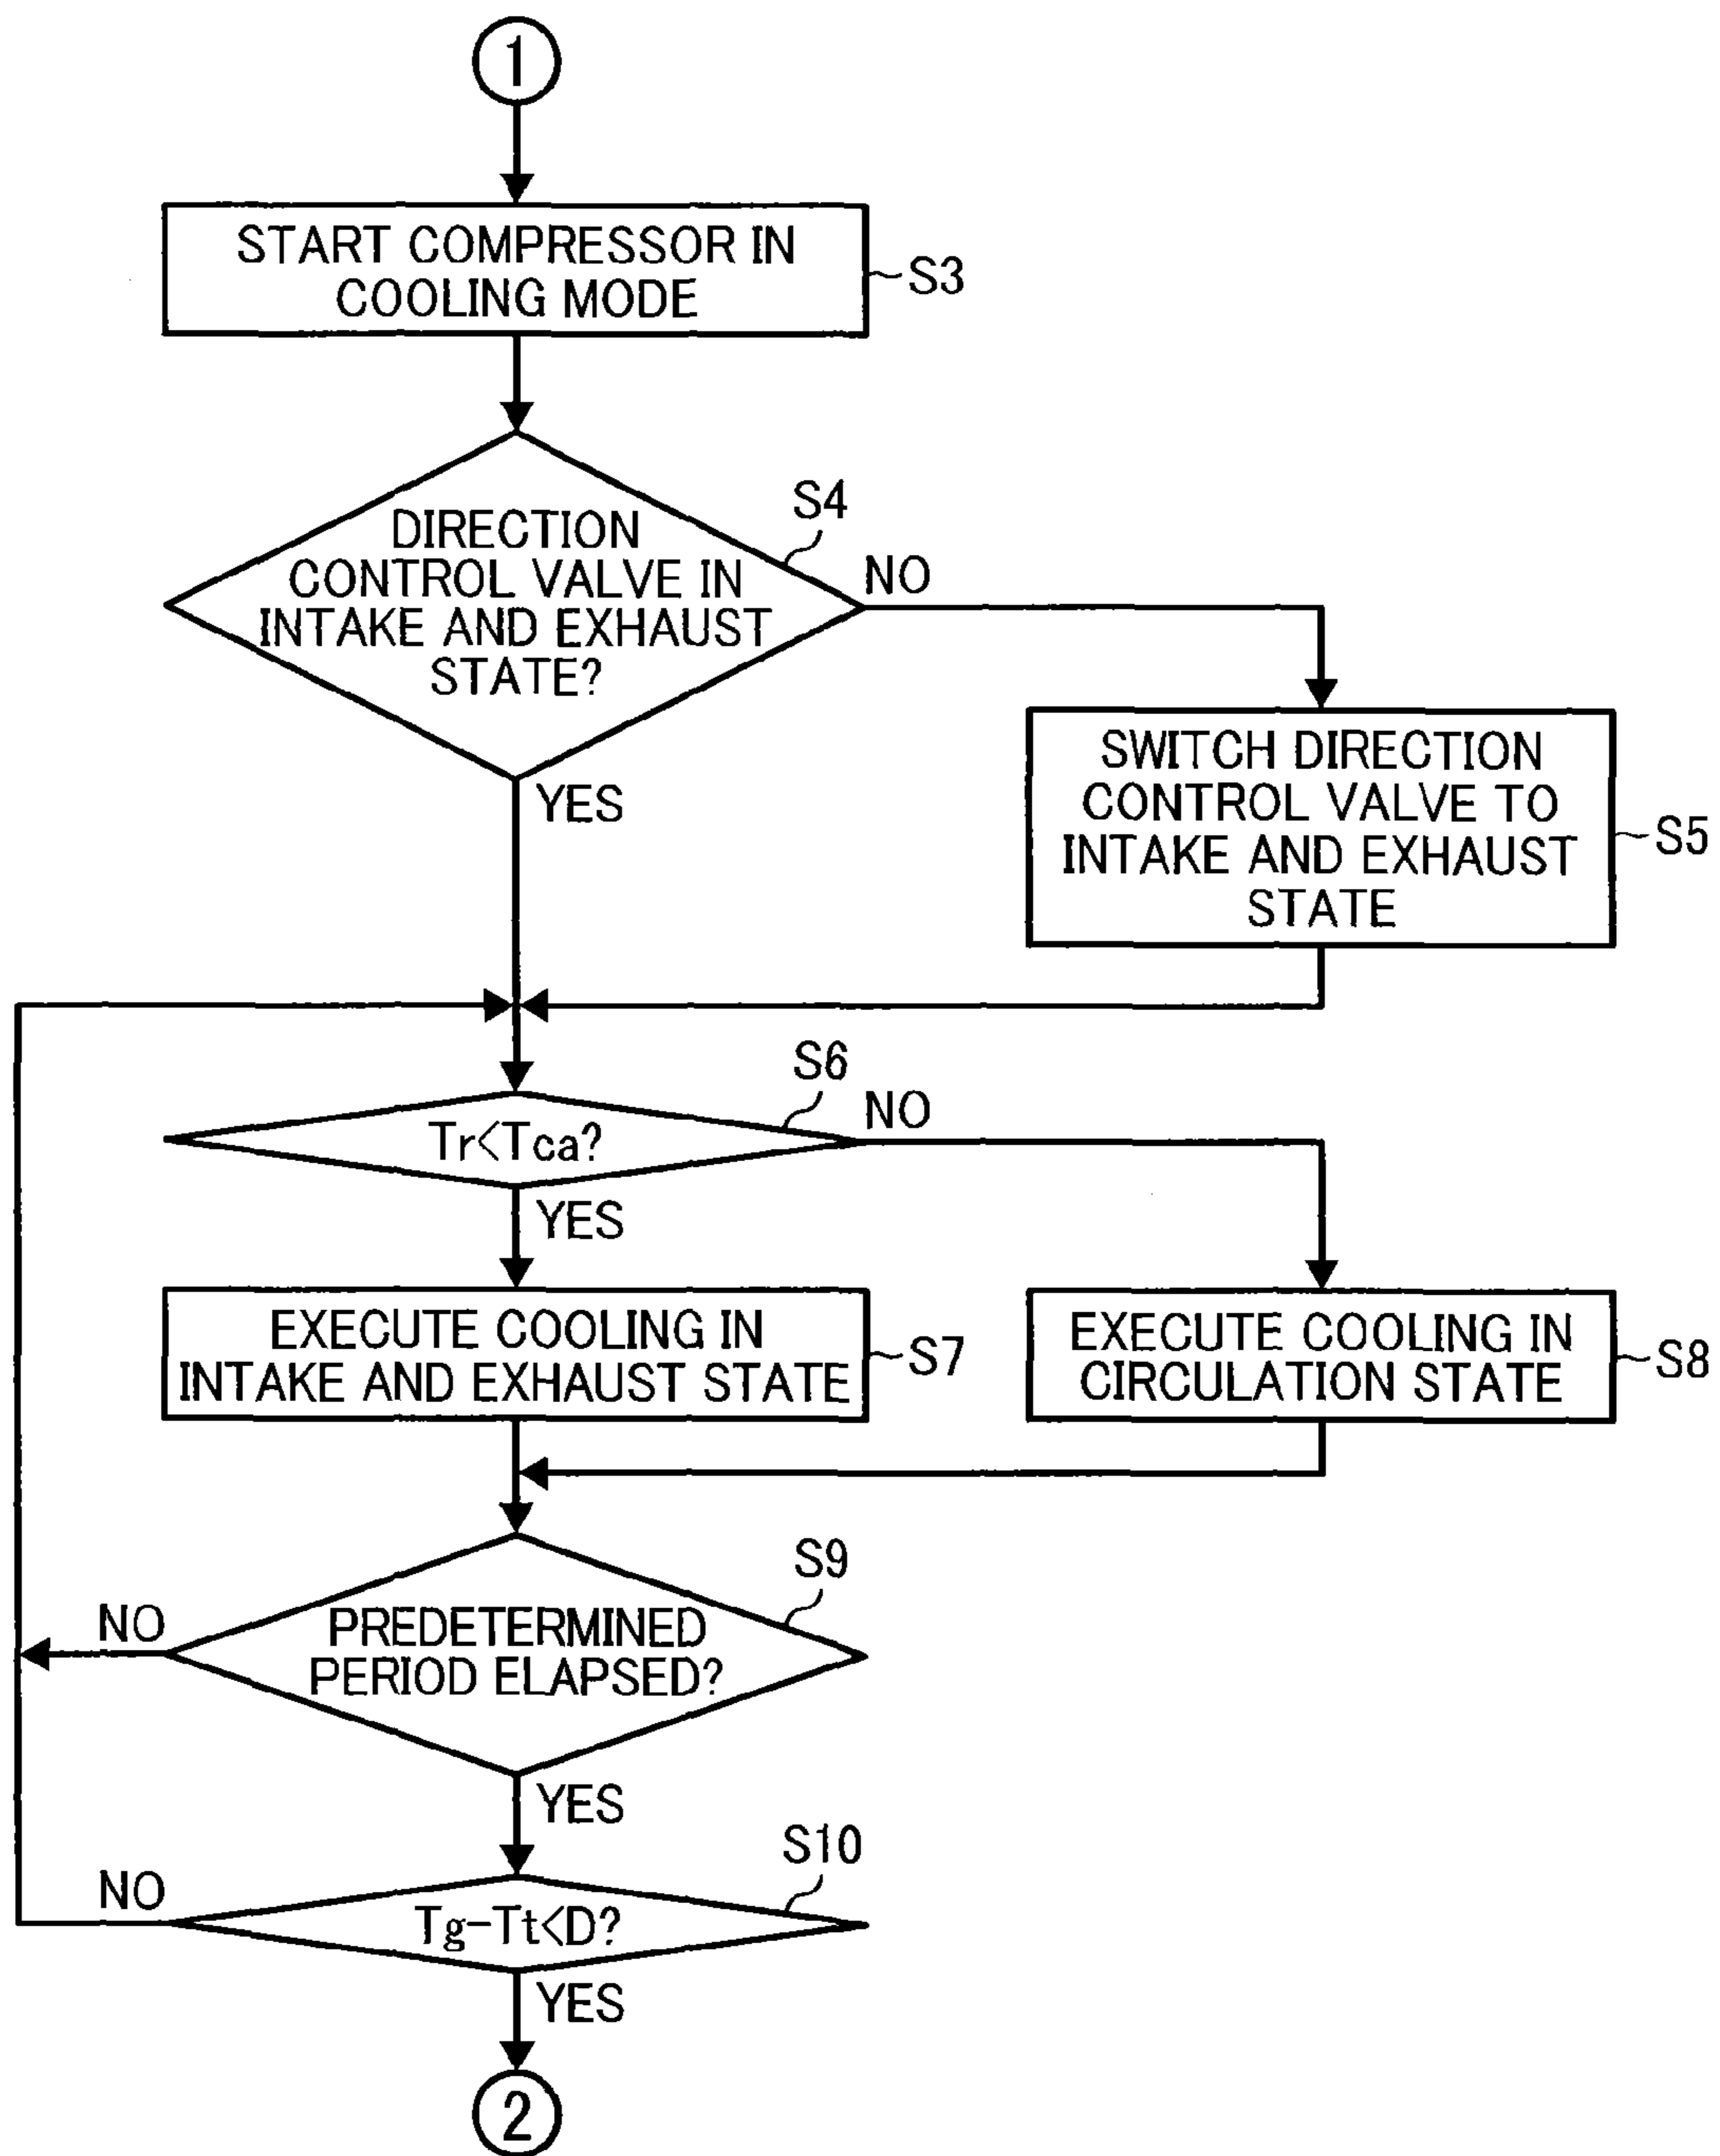 1
START COMPRESSOR IN
COOLING MODE
S3
S4
DIRECTION
CONTROL VALVE IN
INTAKE AND EXHAUST
STATE?
NO
YES
SWITCH DIRECTION
CONTROL VALVE TO
INTAKE AND EXHAUST
STATE
S5
S6
Tr<Tca?
NO
YES
EXECUTE COOLING IN
INTAKE AND EXHAUST STATE
S7
EXECUTE COOLING IN
CIRCULATION STATE
S8
S9
PREDETERMINED
PERIOD ELAPSED?
NO
YES
S10
Tg-Tt<D?
NO
YES
2